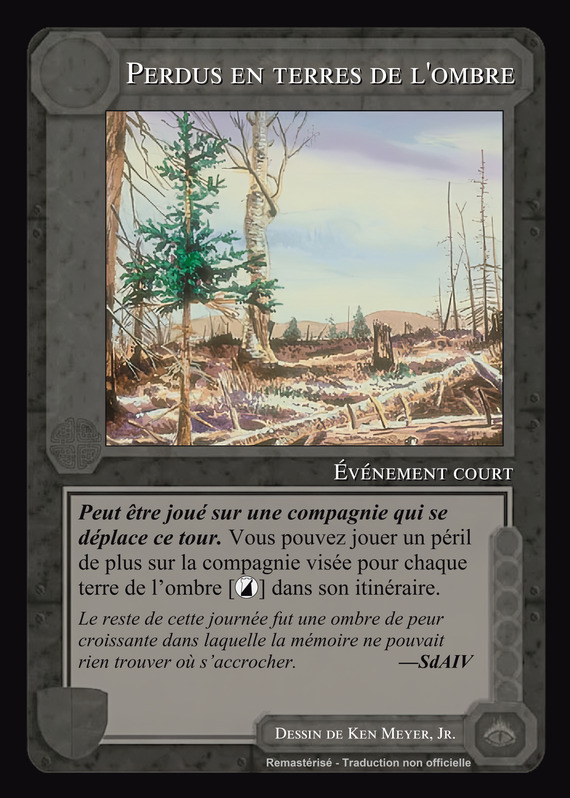 Perdus en terres de l'ombre
Événement court
Peut être joué sur une compagnie qui se
déplace ce tour. Vous pouvez jouer un péril
de plus sur la compagnie visée pour chaque
terre de l’ombre [] dans son itinéraire.
Le reste de cette journée fut une ombre de peur
croissante dans laquelle la mémoire ne pouvait
rien trouver où s’accrocher. —SdAIV
Dessin de Ken Meyer, Jr.
Remastérisé - Traduction non officielle